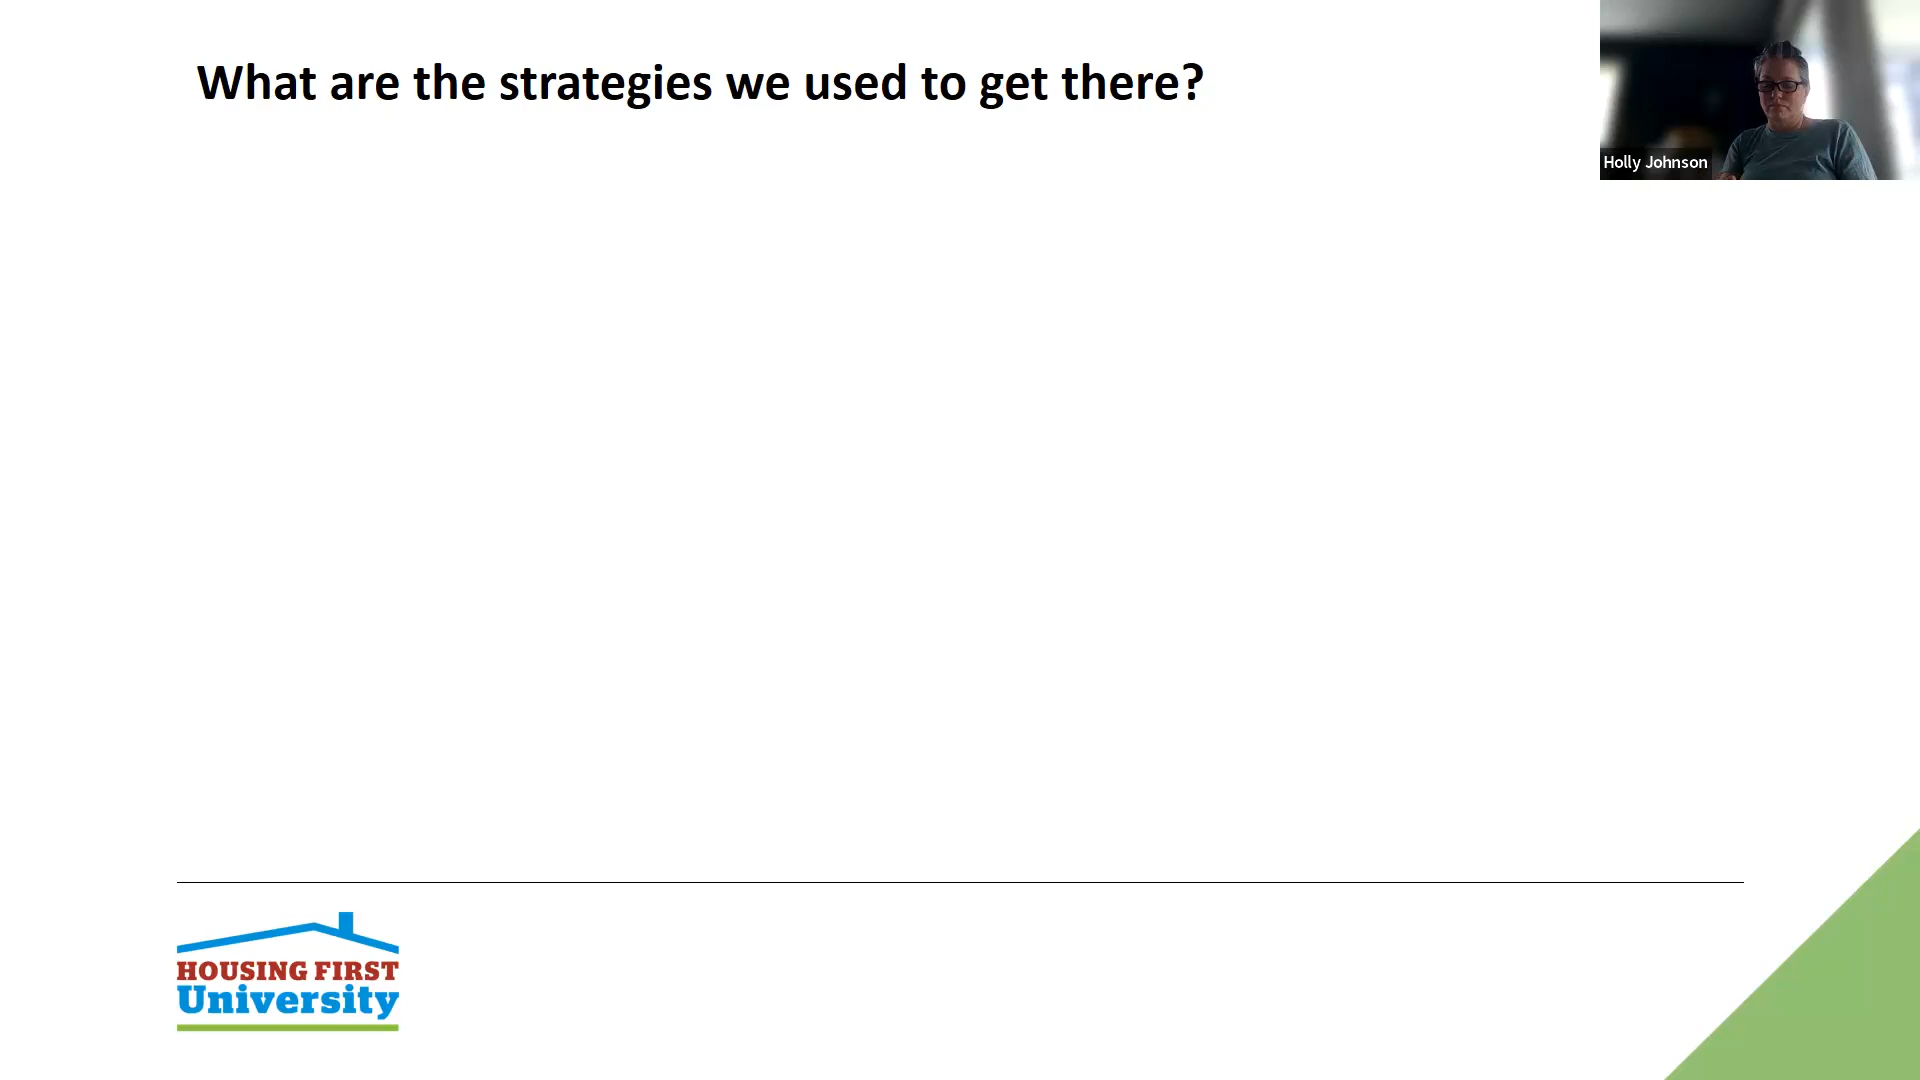 What are the strategies we used to get there?
Holly Johnson
HOUSING FIRST
University